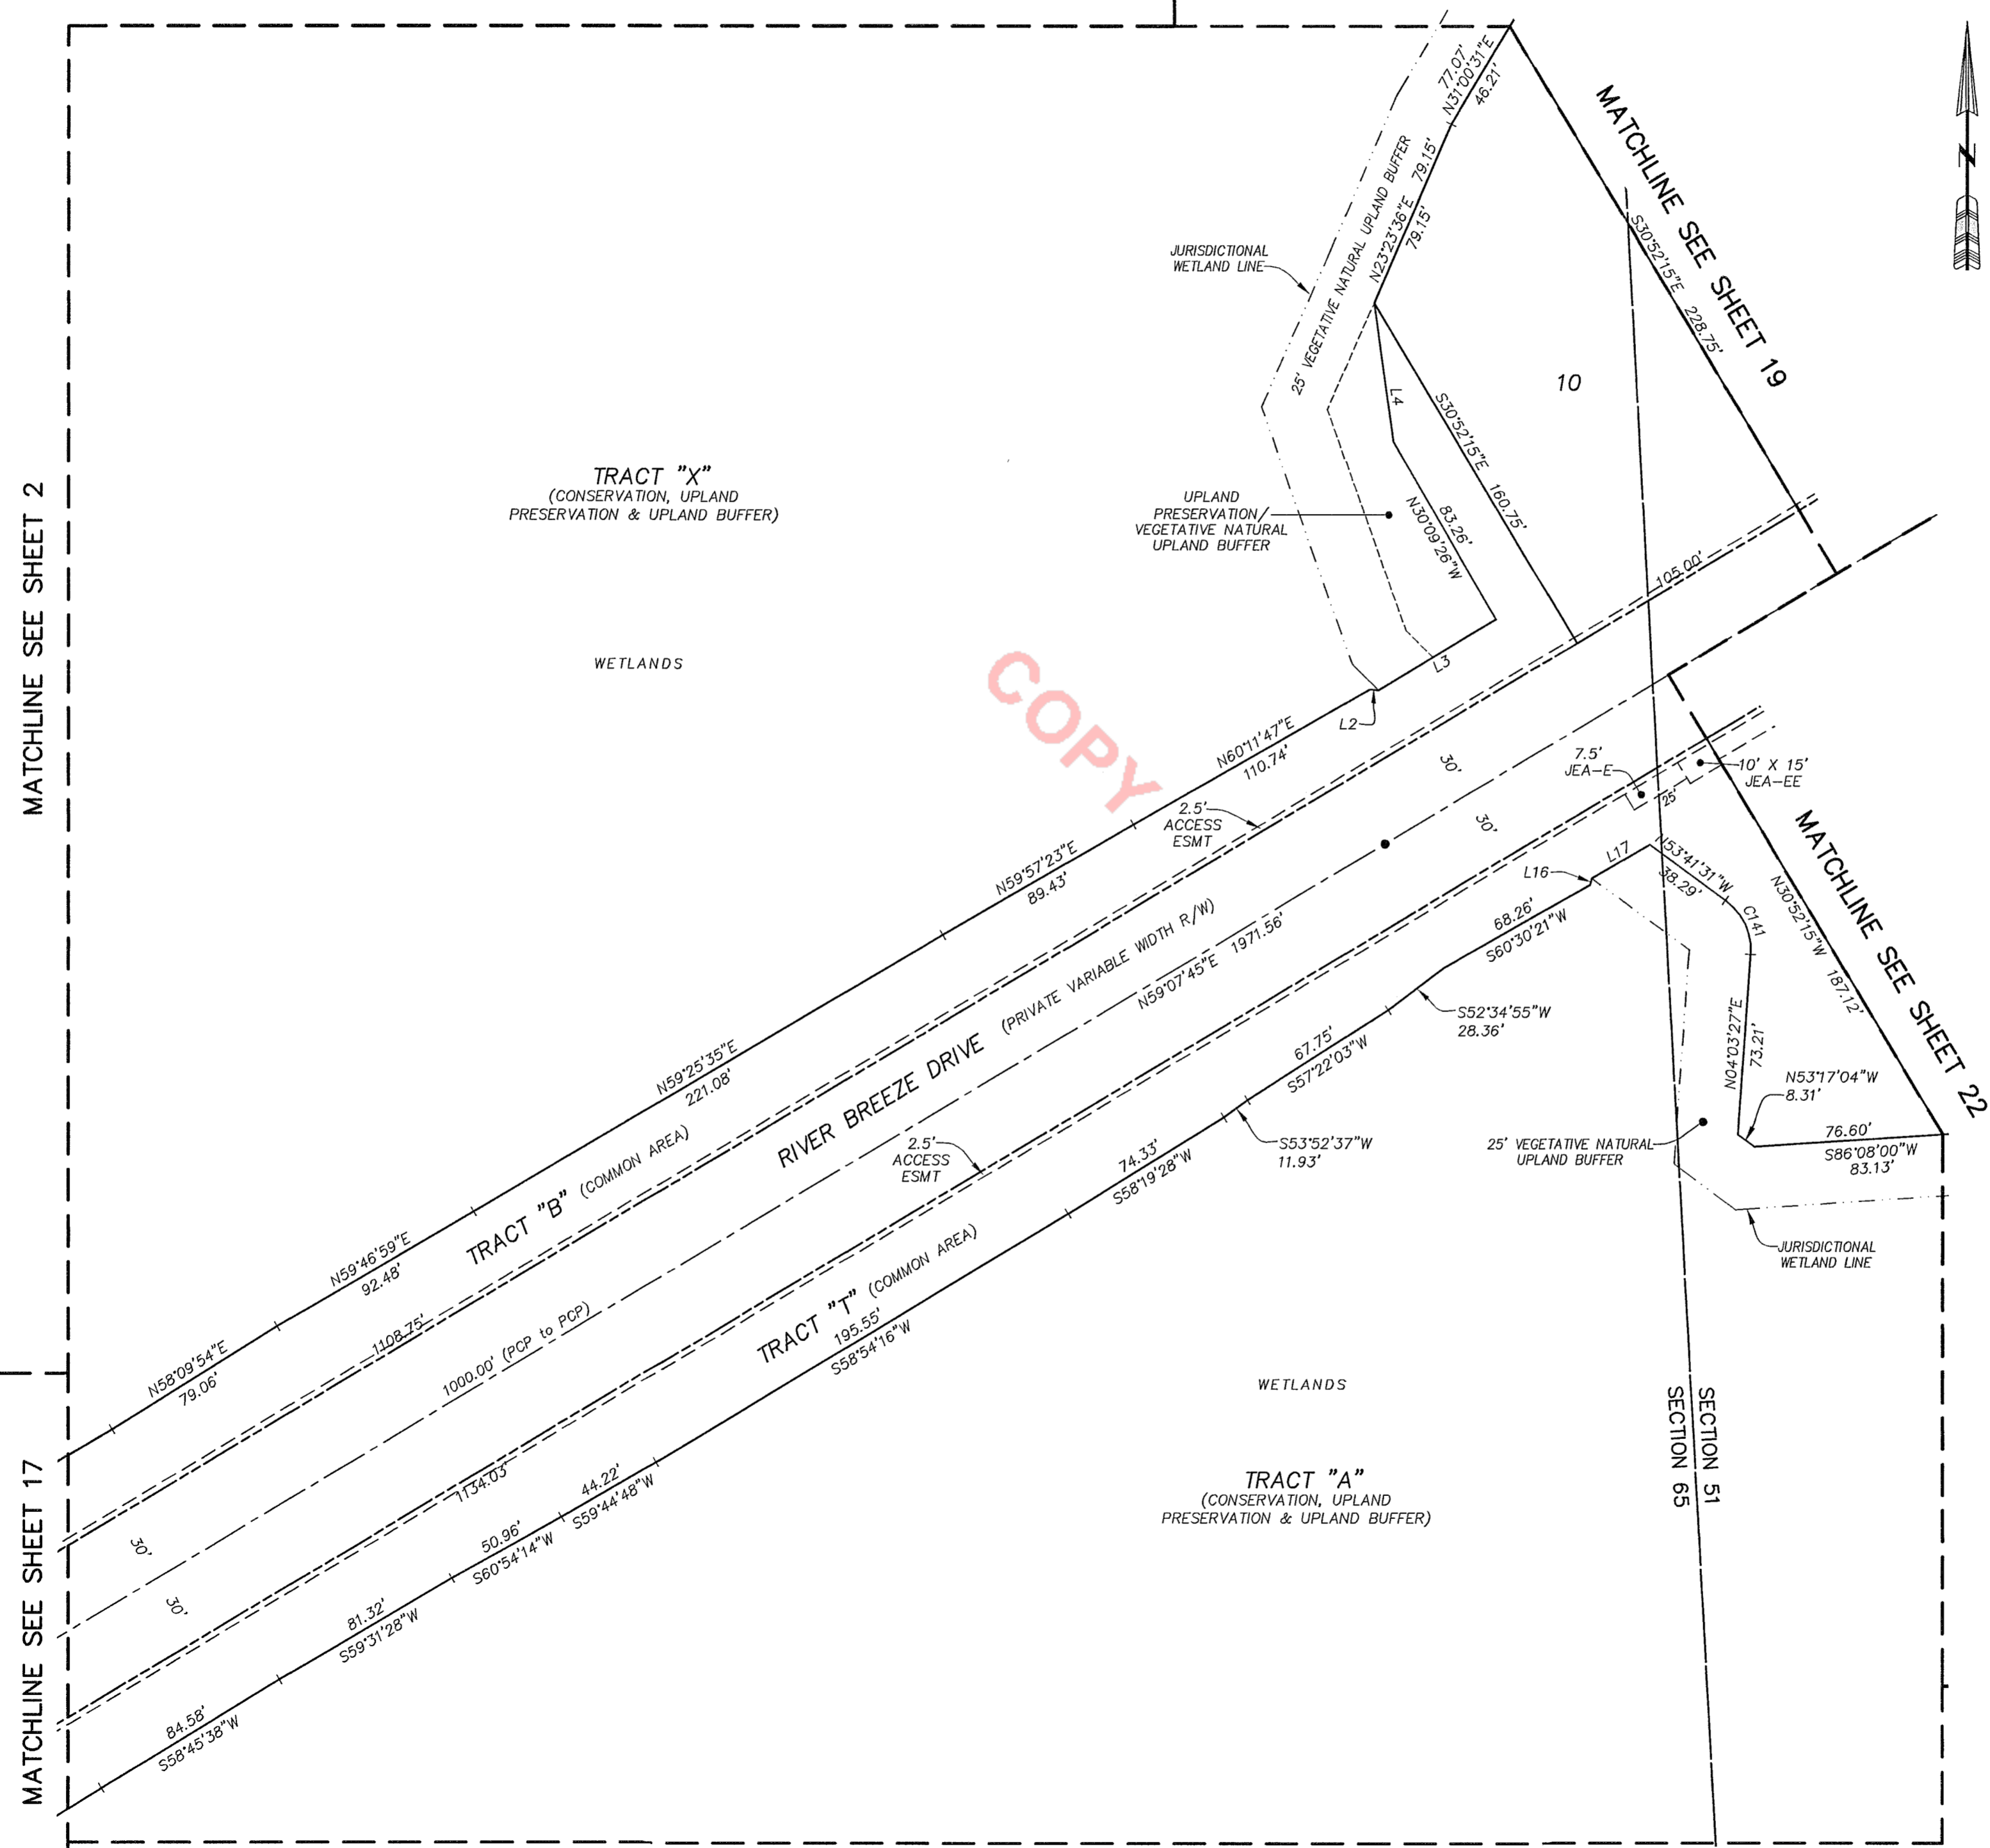 MATCHLINE SEE SHEET 2
MATCHLINE SEE SHEET 17
MATCHLINE SEE SHEET 19
MATCHLINE SEE SHEET 22
N
77.07'
N31°00'31"E
46.21'
N23°23'36"E 79.15'
79.15'
25' VEGETATIVE NATURAL UPLAND BUFFER
JURISDICTIONAL
WETLAND LINE
S30°52'15"E 228.75'
10
L4
S30°52'15"E 160.75'
83.26'
N30°09'26"W
UPLAND
PRESERVATION/
VEGETATIVE NATURAL
UPLAND BUFFER
TRACT "X"
(CONSERVATION, UPLAND
PRESERVATION & UPLAND BUFFER)
WETLANDS
COPY
105.00'
L3
L2
N60°11'47"E
110.74'
30'
30'
7.5'
JEA-E
10' X 15'
JEA-EE
25'
2.5'
ACCESS
ESMT
N59°57'23"E
89.43'
L16
L17
N53°41'31"W
38.29'
C141
N30°52'15"W 187.12'
68.26'
S60°30'21"W
RIVER BREEZE DRIVE (PRIVATE VARIABLE WIDTH R/W)
N59°07'45"E 1971.56'
S52°34'55"W
28.36'
N04°03'27"E
73.21'
N53°17'04"W
8.31'
76.60'
S86°08'00"W
83.13'
25' VEGETATIVE NATURAL
UPLAND BUFFER
JURISDICTIONAL
WETLAND LINE
67.75'
S57°22'03"W
S53°52'37"W
11.93'
N59°25'35"E
221.08'
TRACT "B" (COMMON AREA)
2.5'
ACCESS
ESMT
74.33'
S58°19'28"W
N59°46'59"E
92.48'
1108.75'
1000.00' (PCP to PCP)
TRACT "T" (COMMON AREA)
195.55'
S58°54'16"W
N58°09'54"E
79.06'
1134.03'
WETLANDS
SECTION 51
SECTION 65
TRACT "A"
(CONSERVATION, UPLAND
PRESERVATION & UPLAND BUFFER)
44.22'
S59°44'48"W
50.96'
S60°54'14"W
30'
30'
81.32'
S59°31'28"W
84.58'
S58°45'38"W